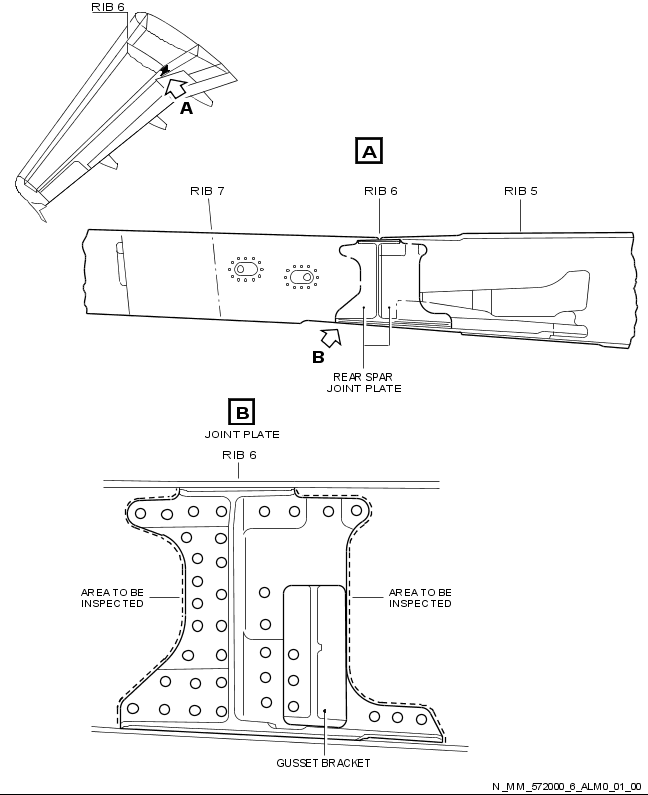 RIB 6
A
A
RIB 7
RIB 6
RIB 5
B
REAR SPAR
JOINT PLATE
B
JOINT PLATE
RIB 6
AREA TO BE
INSPECTED
AREA TO BE
INSPECTED
GUSSET BRACKET
N_MM_572000_6_ALM0_01_00